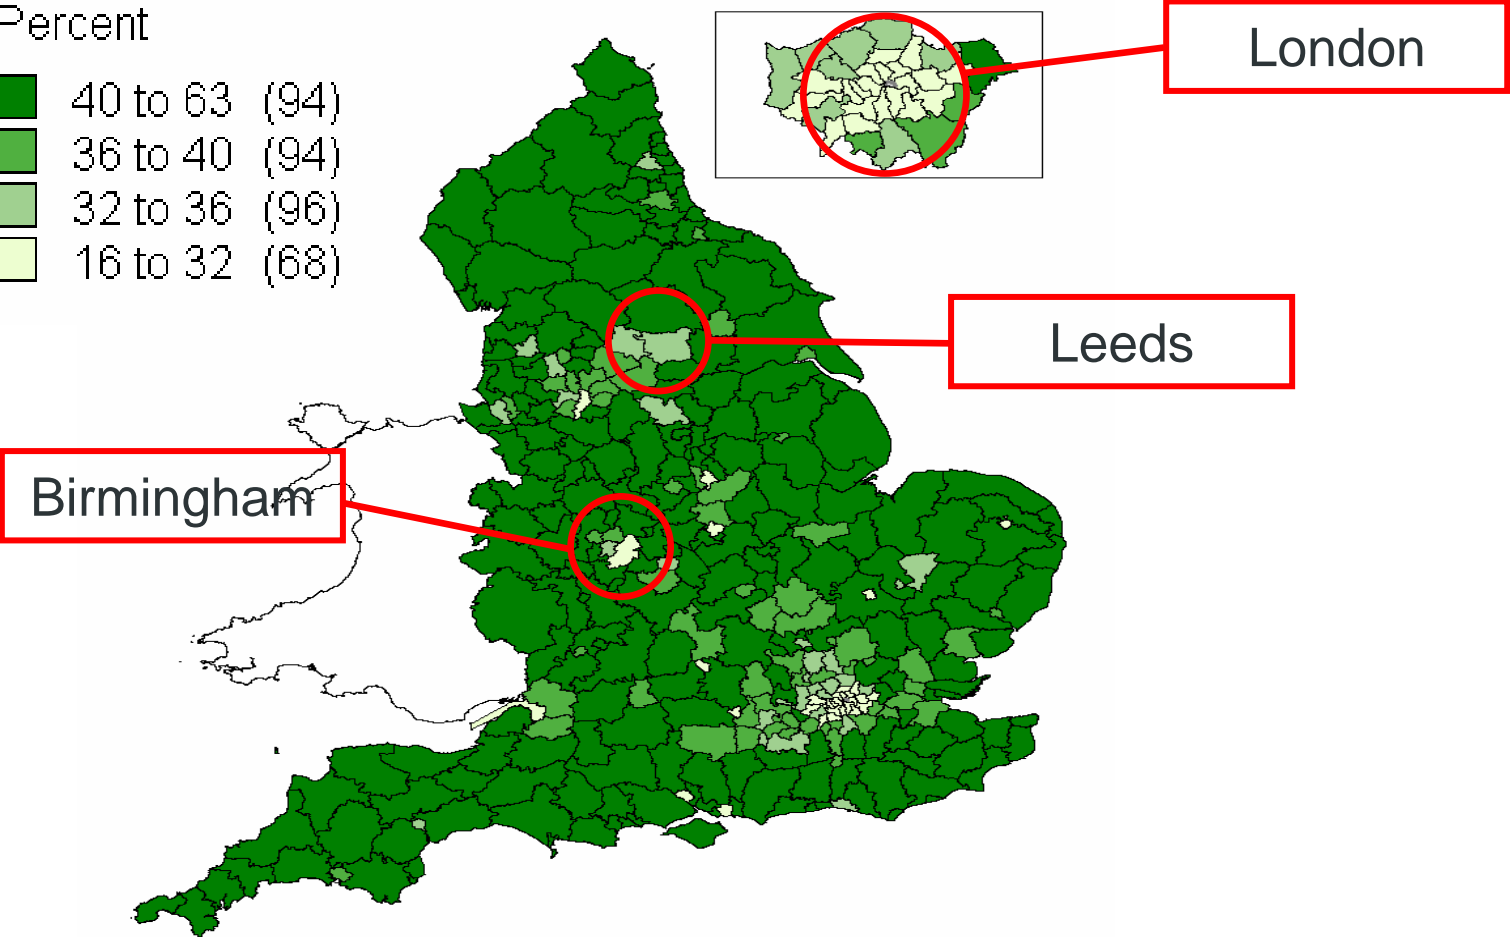 Percent
40 to 63 (94)
36 to 40 (94)
32 to 36 (96)
16 to 32 (68)
London
Leeds
Birmingham